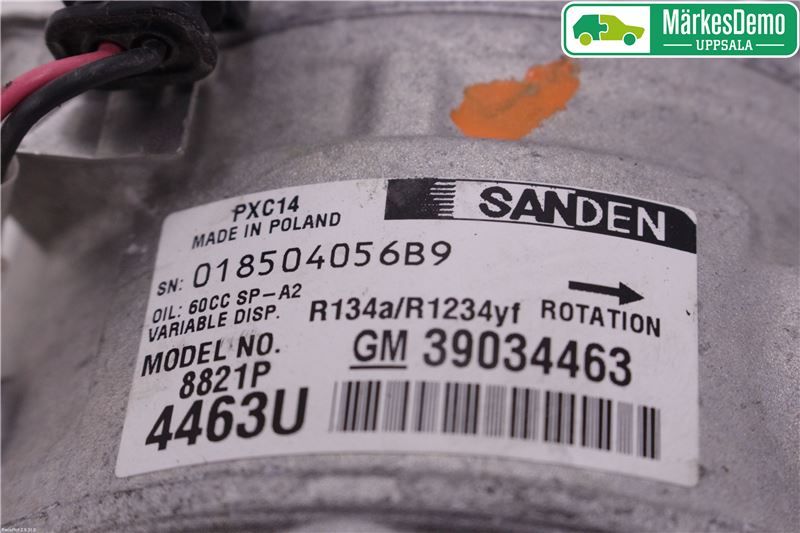 MärkesDemo
UPPSALA
PXC14
MADE IN POLAND
SANDEN
SN: 018504056B9
OIL: 60CC SP-A2
VARIABLE DISP.
R134a/R1234yf
ROTATION
MODEL NO.
8821P
4463U
GM 39034463